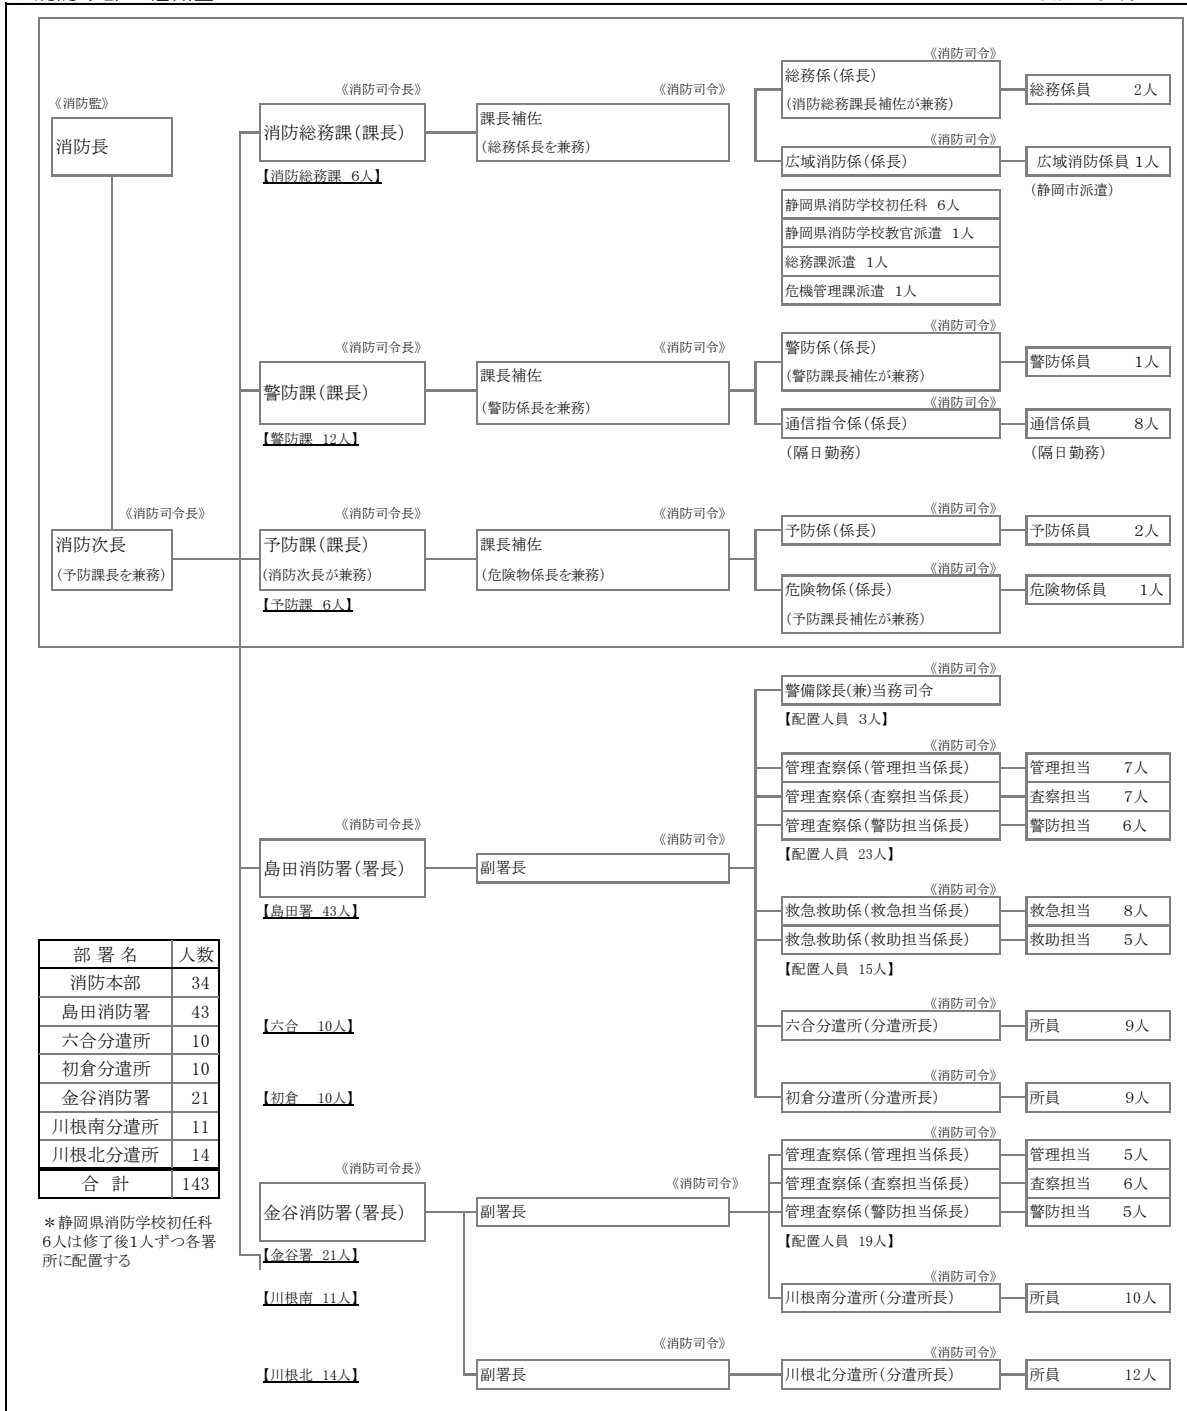 《消防司令》
《消防司令長》
《消防司令》
総務係(係長)
(消防総務課長補佐が兼務)
総務係員 2人
《消防監》
消防長
消防総務課(課長)
課長補佐
(総務係長を兼務)
【消防総務課 6人】
《消防司令》
広域消防係(係長)
広域消防係員 1人
(静岡市派遣)
静岡県消防学校初任科 6人
静岡県消防学校教官派遣 1人
総務課派遣 1人
危機管理課派遣 1人
《消防司令長》
《消防司令》
《消防司令》
警防課(課長)
課長補佐
(警防係長を兼務)
警防係(係長)
(警防課長補佐が兼務)
警防係員 1人
【警防課 12人】
《消防司令》
通信指令係(係長)
(隔日勤務)
通信係員 8人
(隔日勤務)
《消防司令長》
消防次長
(予防課長を兼務)
《消防司令長》
予防課(課長)
(消防次長が兼務)
【予防課 6人】
《消防司令》
課長補佐
(危険物係長を兼務)
《消防司令》
予防係(係長)
予防係員 2人
《消防司令》
危険物係(係長)
(予防課長補佐が兼務)
危険物係員 1人
《消防司令》
警備隊長(兼)当務司令
【配置人員 3人】
《消防司令》
管理査察係(管理担当係長)
管理担当 7人
管理査察係(査察担当係長)
査察担当 7人
管理査察係(警防担当係長)
警防担当 6人
【配置人員 23人】
《消防司令長》
島田消防署(署長)
【島田署 43人】
《消防司令》
副署長
《消防司令》
救急救助係(救急担当係長)
救急担当 8人
救急救助係(救助担当係長)
救助担当 5人
【配置人員 15人】
【六合 10人】
《消防司令》
六合分遣所(分遣所長)
所員 9人
【初倉 10人】
《消防司令》
初倉分遣所(分遣所長)
所員 9人
部署名 人数
消防本部 34
島田消防署 43
六合分遣所 10
初倉分遣所 10
金谷消防署 21
川根南分遣所 11
川根北分遣所 14
合計 143
*静岡県消防学校初任科
6人は修了後1人ずつ各署
所に配置する
《消防司令長》
金谷消防署(署長)
【金谷署 21人】
《消防司令》
副署長
《消防司令》
管理査察係(管理担当係長)
管理担当 5人
管理査察係(査察担当係長)
査察担当 6人
管理査察係(警防担当係長)
警防担当 5人
【配置人員 19人】
【川根南 11人】
《消防司令》
川根南分遣所(分遣所長)
所員 10人
【川根北 14人】
《消防司令》
副署長
《消防司令》
川根北分遣所(分遣所長)
所員 12人